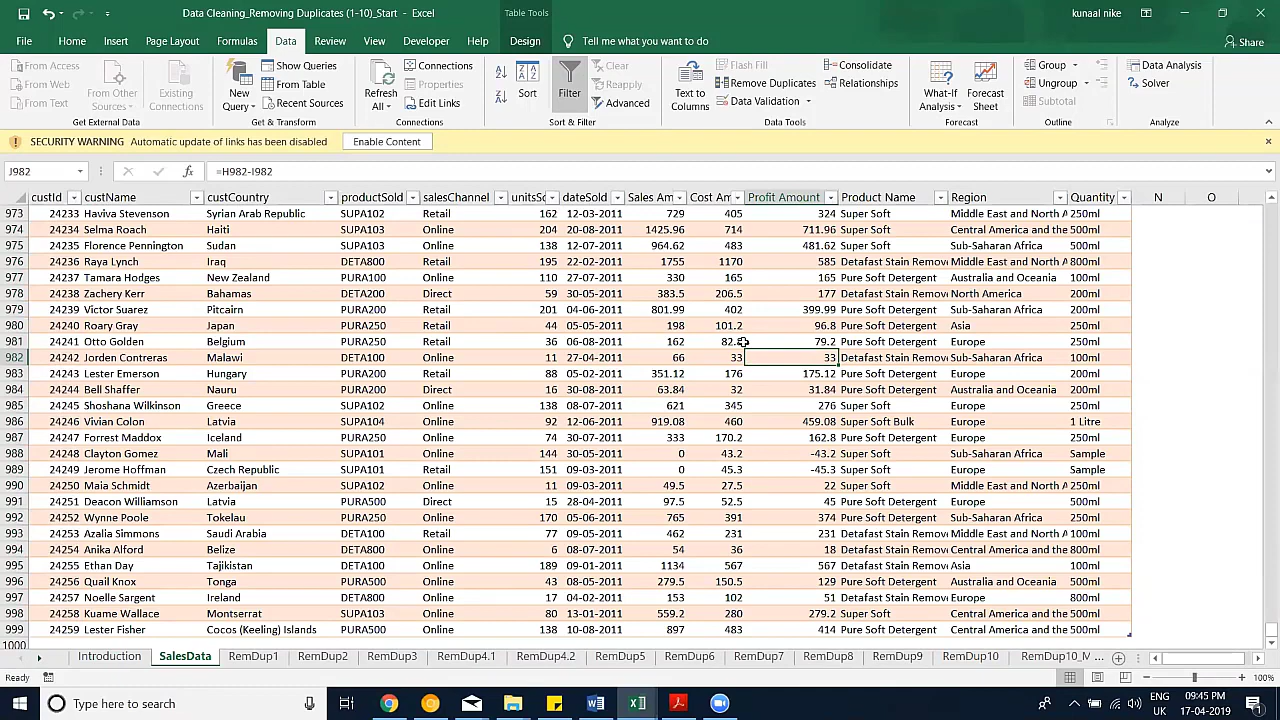 Data Cleaning_Removing Duplicates (1-10)_Start - Excel
Table Tools
kunaal nike
File Home Insert Page Layout Formulas Data Review View Developer Help Design Tell me what you want to do Share
From Access
From Web
From Text
From Other Sources
Existing Connections
Get External Data
New Query
Show Queries
From Table
Recent Sources
Get & Transform
Refresh All
Connections
Properties
Edit Links
Connections
Sort
Filter
Clear
Reapply
Advanced
Sort & Filter
Text to Columns
Flash Fill
Remove Duplicates
Data Validation
Consolidate
Relationships
Data Tools
What-If Analysis
Forecast Sheet
Forecast
Group
Ungroup
Subtotal
Outline
Data Analysis
Solver
Analyze
SECURITY WARNING Automatic update of links has been disabled Enable Content
J982 =H982-I982
custId custName custCountry productSold salesChannel unitsSo dateSold Sales Am Cost Am Profit Amount Product Name Region Quantity N O
973 24233 Haviva Stevenson Syrian Arab Republic SUPA102 Retail 162 12-03-2011 729 405 324 Super Soft Middle East and North A 250ml
974 24234 Selma Roach Haiti SUPA103 Online 204 20-08-2011 1425.96 714 711.96 Super Soft Central America and the 500ml
975 24235 Florence Pennington Sudan SUPA103 Online 138 12-07-2011 964.62 483 481.62 Super Soft Sub-Saharan Africa 500ml
976 24236 Raya Lynch Iraq DETA800 Retail 195 22-02-2011 1755 1170 585 Detafast Stain Remove Middle East and North A 800ml
977 24237 Tamara Hodges New Zealand PURA100 Online 110 27-07-2011 330 165 165 Pure Soft Detergent Australia and Oceania 100ml
978 24238 Zachery Kerr Bahamas DETA200 Direct 59 30-05-2011 383.5 206.5 177 Detafast Stain Remove North America 200ml
979 24239 Victor Suarez Pitcairn PURA200 Retail 201 04-06-2011 801.99 402 399.99 Pure Soft Detergent Sub-Saharan Africa 200ml
980 24240 Roary Gray Japan PURA250 Retail 44 05-05-2011 198 101.2 96.8 Pure Soft Detergent Asia 250ml
981 24241 Otto Golden Belgium PURA250 Retail 36 06-08-2011 162 82. 79.2 Pure Soft Detergent Europe 250ml
982 24242 Jorden Contreras Malawi DETA100 Online 11 27-04-2011 66 33 33 Detafast Stain Remove Sub-Saharan Africa 100ml
983 24243 Lester Emerson Hungary PURA200 Retail 88 05-02-2011 351.12 176 175.12 Pure Soft Detergent Europe 200ml
984 24244 Bell Shaffer Nauru PURA200 Direct 16 30-08-2011 63.84 32 31.84 Pure Soft Detergent Australia and Oceania 200ml
985 24245 Shoshana Wilkinson Greece SUPA102 Online 138 08-07-2011 621 345 276 Super Soft Europe 250ml
986 24246 Vivian Colon Latvia SUPA104 Online 92 12-06-2011 919.08 460 459.08 Super Soft Bulk Europe 1 Litre
987 24247 Forrest Maddox Iceland PURA250 Online 74 30-07-2011 333 170.2 162.8 Pure Soft Detergent Europe 250ml
988 24248 Clayton Gomez Mali SUPA101 Online 144 30-05-2011 0 43.2 -43.2 Super Soft Sub-Saharan Africa Sample
989 24249 Jerome Hoffman Czech Republic SUPA101 Retail 151 09-03-2011 0 45.3 -45.3 Super Soft Europe Sample
990 24250 Maia Schmidt Azerbaijan SUPA102 Online 11 09-03-2011 49.5 27.5 22 Super Soft Middle East and North A 250ml
991 24251 Deacon Williamson Latvia PURA500 Direct 15 28-04-2011 97.5 52.5 45 Pure Soft Detergent Europe 500ml
992 24252 Wynne Poole Tokelau PURA250 Online 170 05-06-2011 765 391 374 Pure Soft Detergent Sub-Saharan Africa 250ml
993 24253 Azalia Simmons Saudi Arabia DETA100 Retail 77 09-05-2011 462 231 231 Detafast Stain Remove Middle East and North A 100ml
994 24254 Anika Alford Belize DETA800 Online 6 08-07-2011 54 36 18 Detafast Stain Remove Central America and the 800ml
995 24255 Ethan Day Tajikistan DETA100 Online 189 09-01-2011 1134 567 567 Detafast Stain Remove Asia 100ml
996 24256 Quail Knox Tonga PURA500 Online 43 08-05-2011 279.5 150.5 129 Pure Soft Detergent Australia and Oceania 500ml
997 24257 Noelle Sargent Ireland DETA800 Online 17 04-02-2011 153 102 51 Detafast Stain Remove Europe 800ml
998 24258 Kuame Wallace Montserrat SUPA103 Online 80 13-01-2011 559.2 280 279.2 Super Soft Central America and the 500ml
999 24259 Lester Fisher Cocos (Keeling) Islands PURA500 Online 138 10-08-2011 897 483 414 Pure Soft Detergent Europe 500ml
1000
Introduction SalesData RemDup1 RemDup2 RemDup3 RemDup4.1 RemDup4.2 RemDup5 RemDup6 RemDup7 RemDup8 RemDup9 RemDup10 RemDup10_M ...
Ready 100%
Type here to search
ENG 09:45 PM
UK 17-04-2019